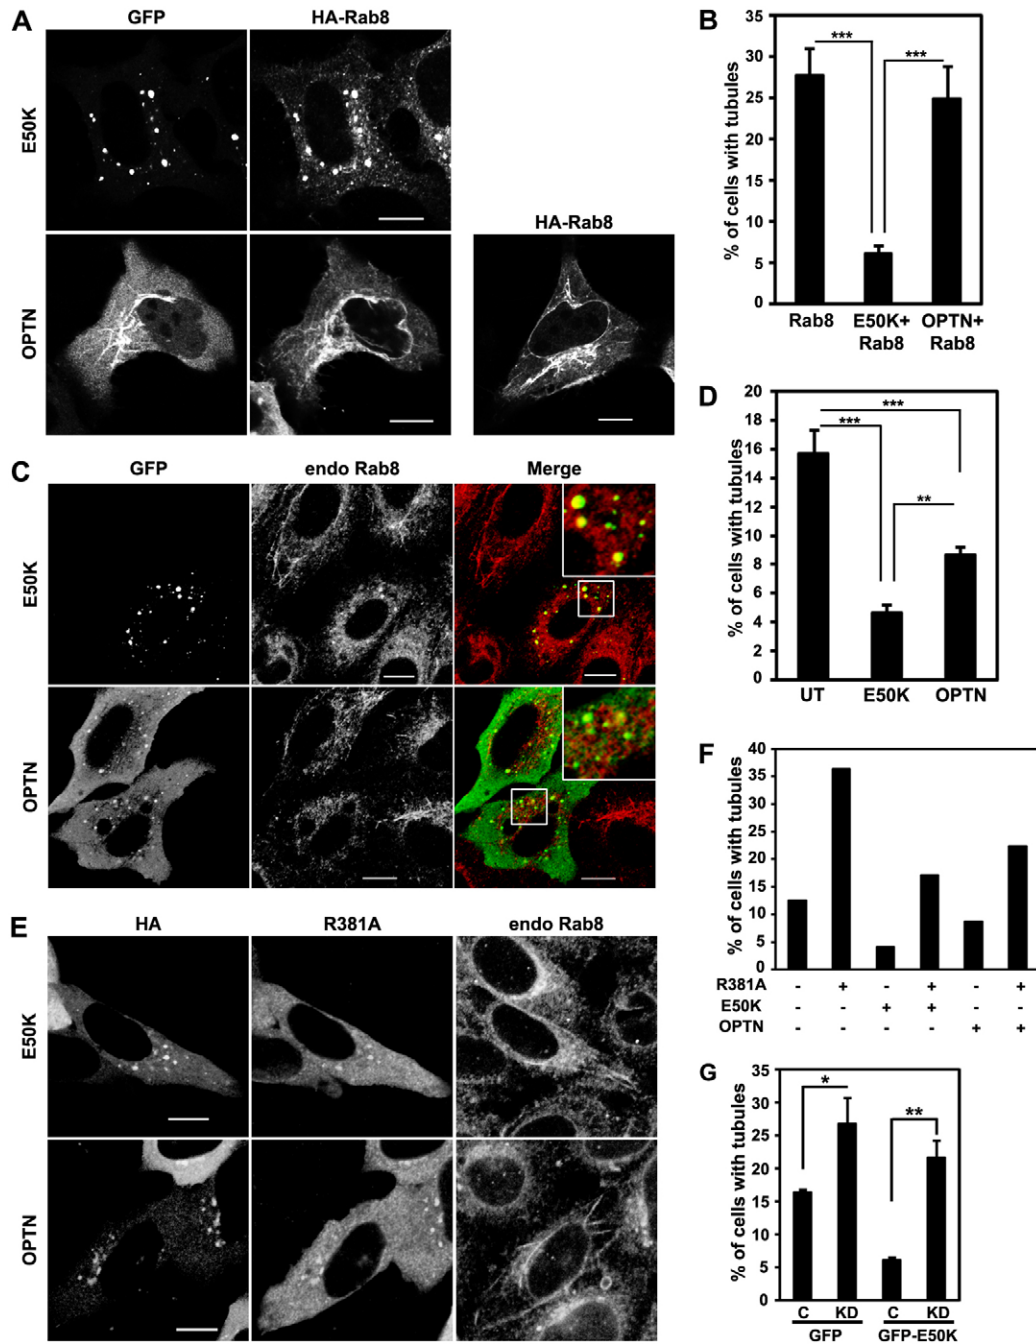 A
GFP
HA-Rab8
E50K
OPTN
HA-Rab8
B
% of cells with tubules
35
30
25
20
15
10
5
0
***
***
Rab8
E50K+
Rab8
OPTN+
Rab8
C
GFP
endo Rab8
Merge
E50K
OPTN
D
% of cells with tubules
20
18
16
14
12
10
8
6
4
2
0
***
***
**
UT
E50K
OPTN
E
HA
R381A
endo Rab8
E50K
OPTN
F
% of cells with tubules
40
35
30
25
20
15
10
5
0
R381A - + - + - +
E50K - - + + - -
OPTN - - - - + +
G
% of cells with tubules
35
30
25
20
15
10
5
0
*
**
C KD C KD
GFP GFP-E50K